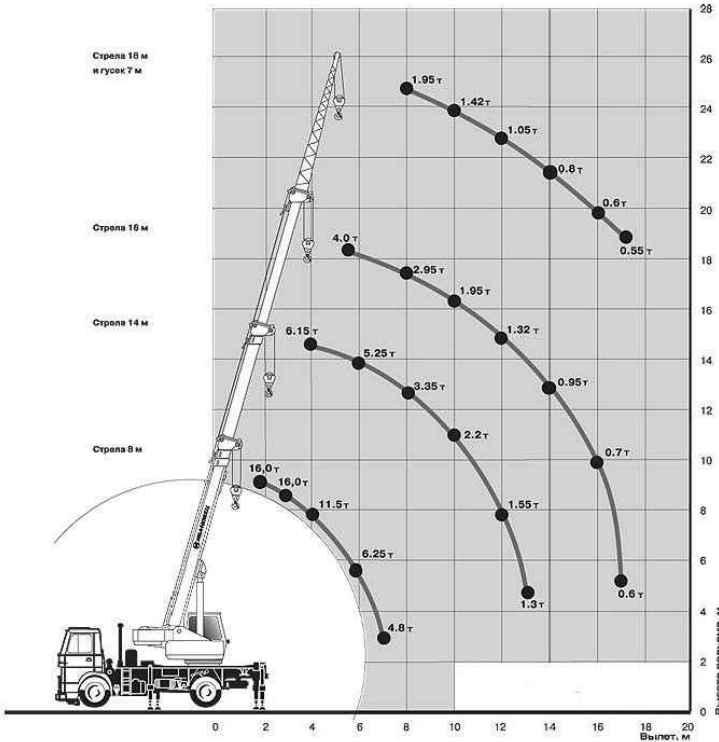 28
Стрела 18 м
и гусек 7 м
26
1.95 т
1.42 т
24
1.05 т
22
0.8 т
20
0.6 т
0.55 т
Стрела 18 м
4.0 т
18
2.95 т
1.95 т
16
Стрела 14 м
6.15 т
1.32 т
5.25 т
14
3.35 т
0.95 т
12
2.2 т
Стрела 8 м
0.7 т
10
16,0 т
16,0 т
11.5 т
1.55 т
8
6.25 т
6
1.3 т
0.6 т
4.8 т
4
2
0
0 2 4 6 8 10 12 14 16 18 20
Вылет, м